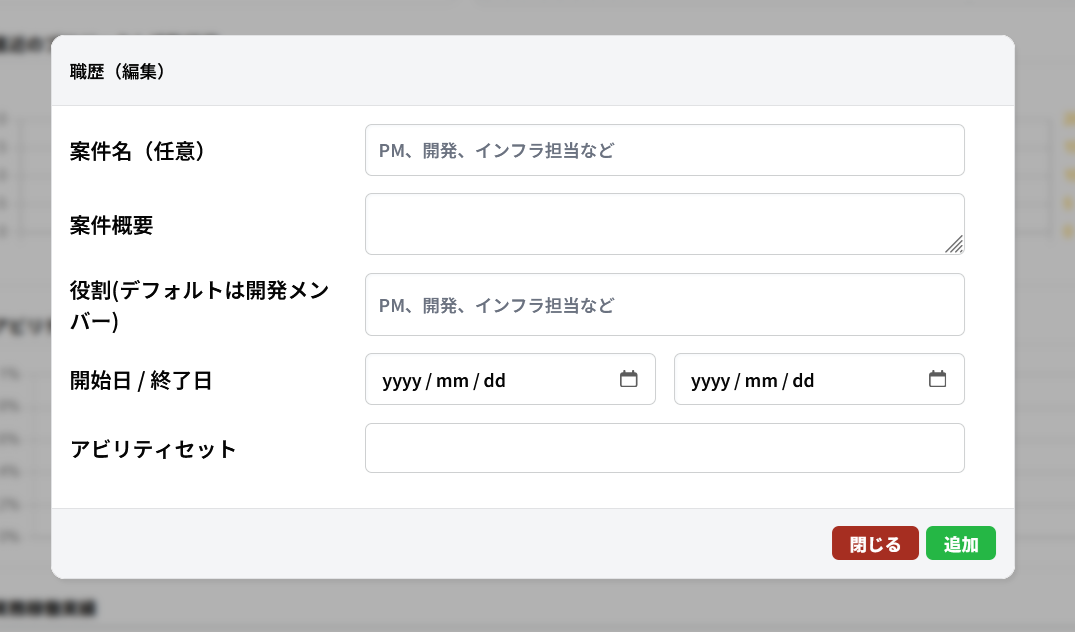 職歴（編集）
案件名（任意）
PM、開発、インフラ担当など
案件概要
役割(デフォルトは開発メン
バー)
PM、開発、インフラ担当など
開始日 / 終了日
yyyy / mm / dd
yyyy / mm / dd
アビリティセット
閉じる
追加